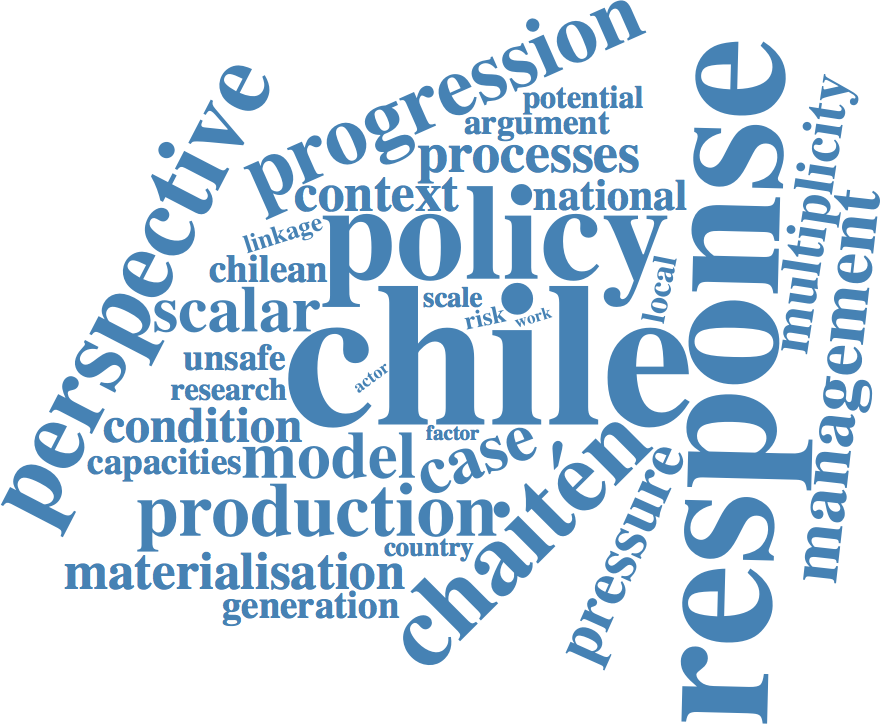 progression
potential
argument
processes
perspective
context
national
policy
linkage
chilean
scale
local
scalar
risk
work
chile
response
multiplicity
management
unsafe
actor
research
condition
factor
case
capacities
model
chaitén
pressure
production
country
materialisation
generation